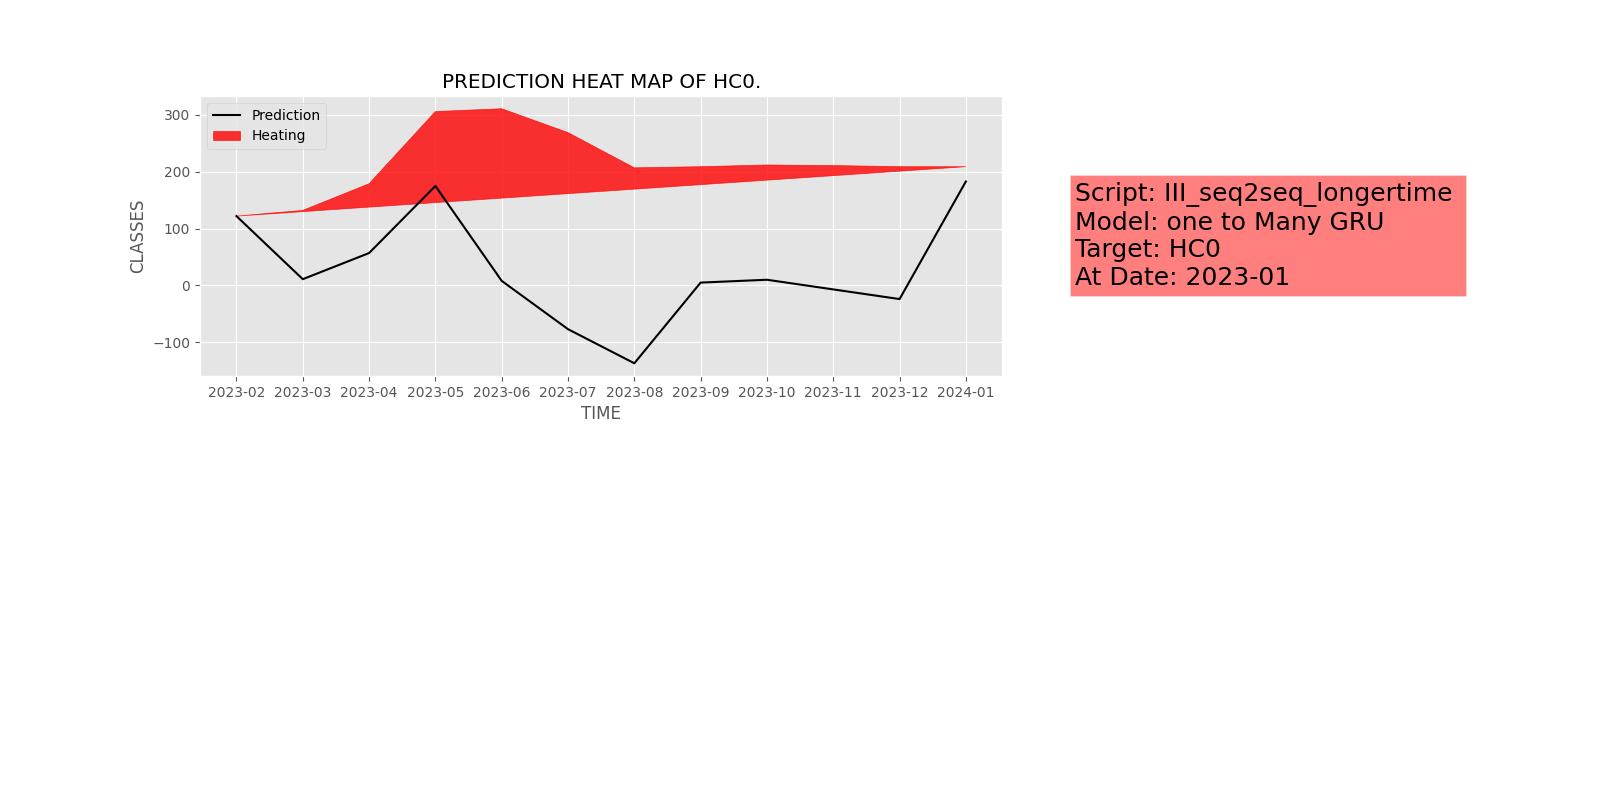 PREDICTION HEAT MAP OF HC0.
Prediction
Heating
CLASSES
300
200
100
0
−100
2023-02 2023-03 2023-04 2023-05 2023-06 2023-07 2023-08 2023-09 2023-10 2023-11 2023-12 2024-01
TIME
Script: III_seq2seq_longertime
Model: one to Many GRU
Target: HC0
At Date: 2023-01